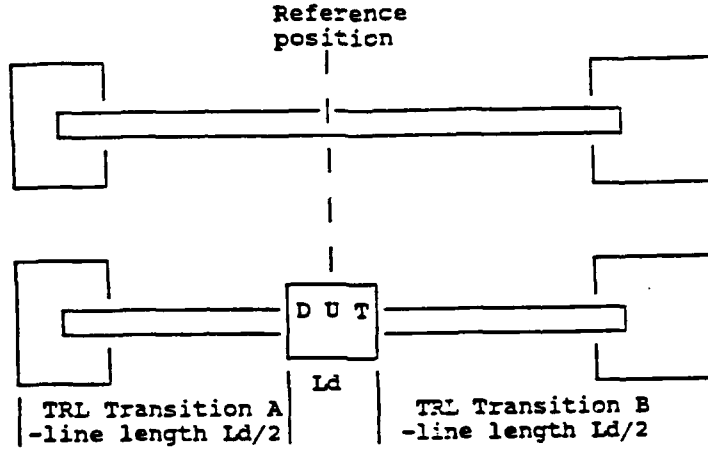 Reference
position
D U T
Ld
TRL Transition A
-line length Ld/2
TRL Transition B
-line length Ld/2